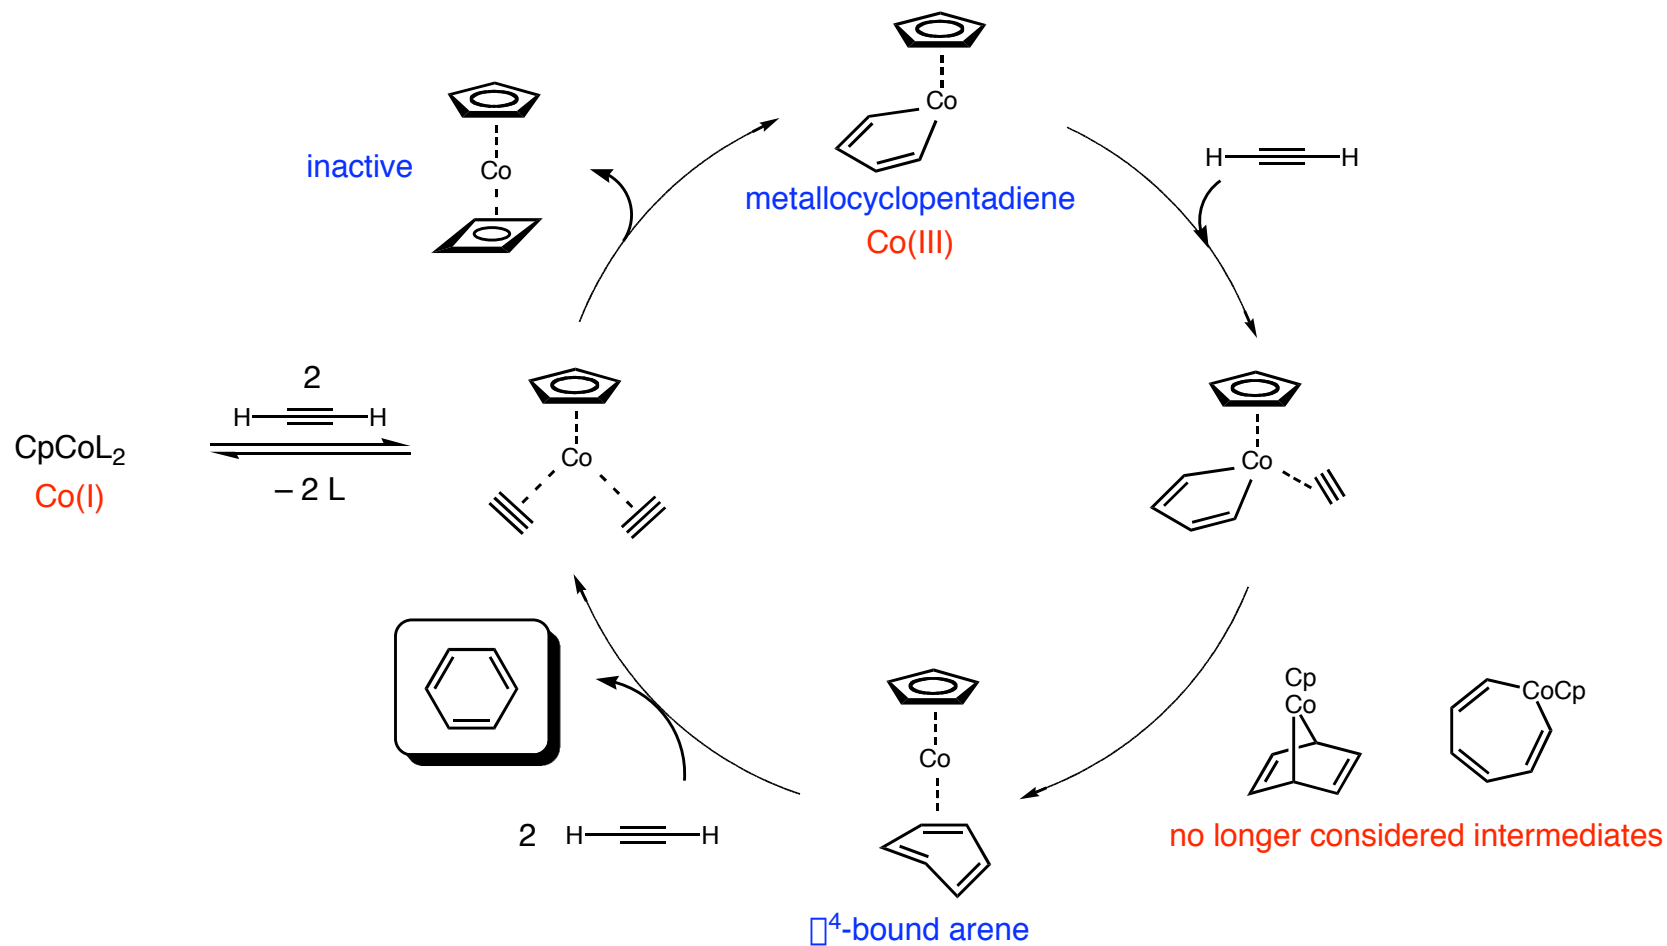 Co
metallocyclopentadiene
Co(III)
inactive
Co
H H
2
H H
CpCoL2
Co(I)
– 2 L
Co
Co
2 H H
Co
Cp
Co
CoCp
no longer considered intermediates
□4-bound arene